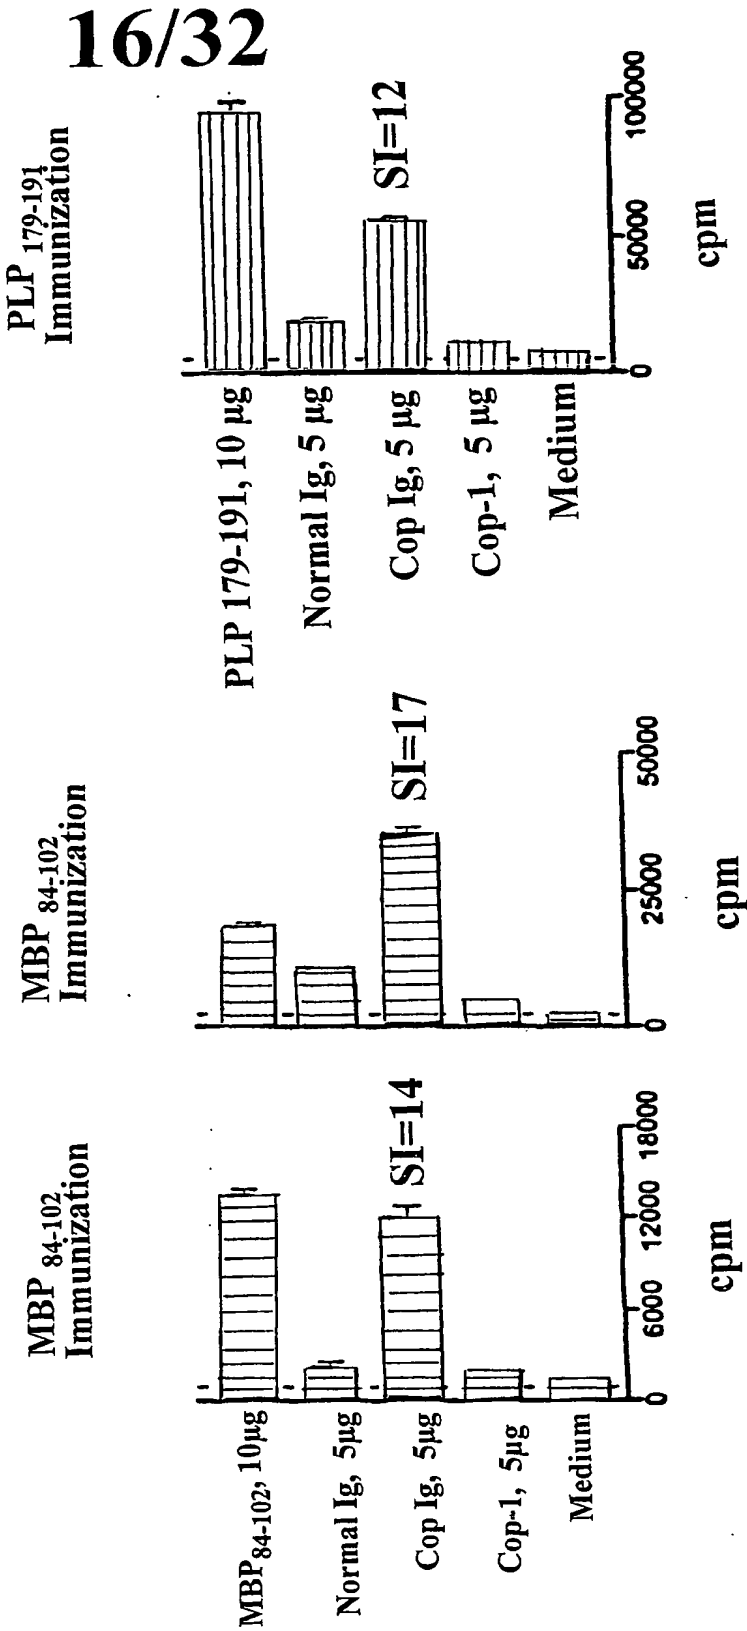 16/32
PLP 179-191
Immunization
PLP 179-191, 10 µg
Normal Ig, 5 µg
Cop Ig, 5 µg
Cop-1, 5 µg
Medium
SI=12
0
50000
100000
cpm
MBP 84-102
Immunization
SI=17
0
25000
50000
cpm
MBP 84-102
Immunization
MBP84-102, 10µg
Normal Ig, 5µg
Cop Ig, 5µg
Cop-1, 5µg
Medium
SI=14
0
6000
12000
18000
cpm